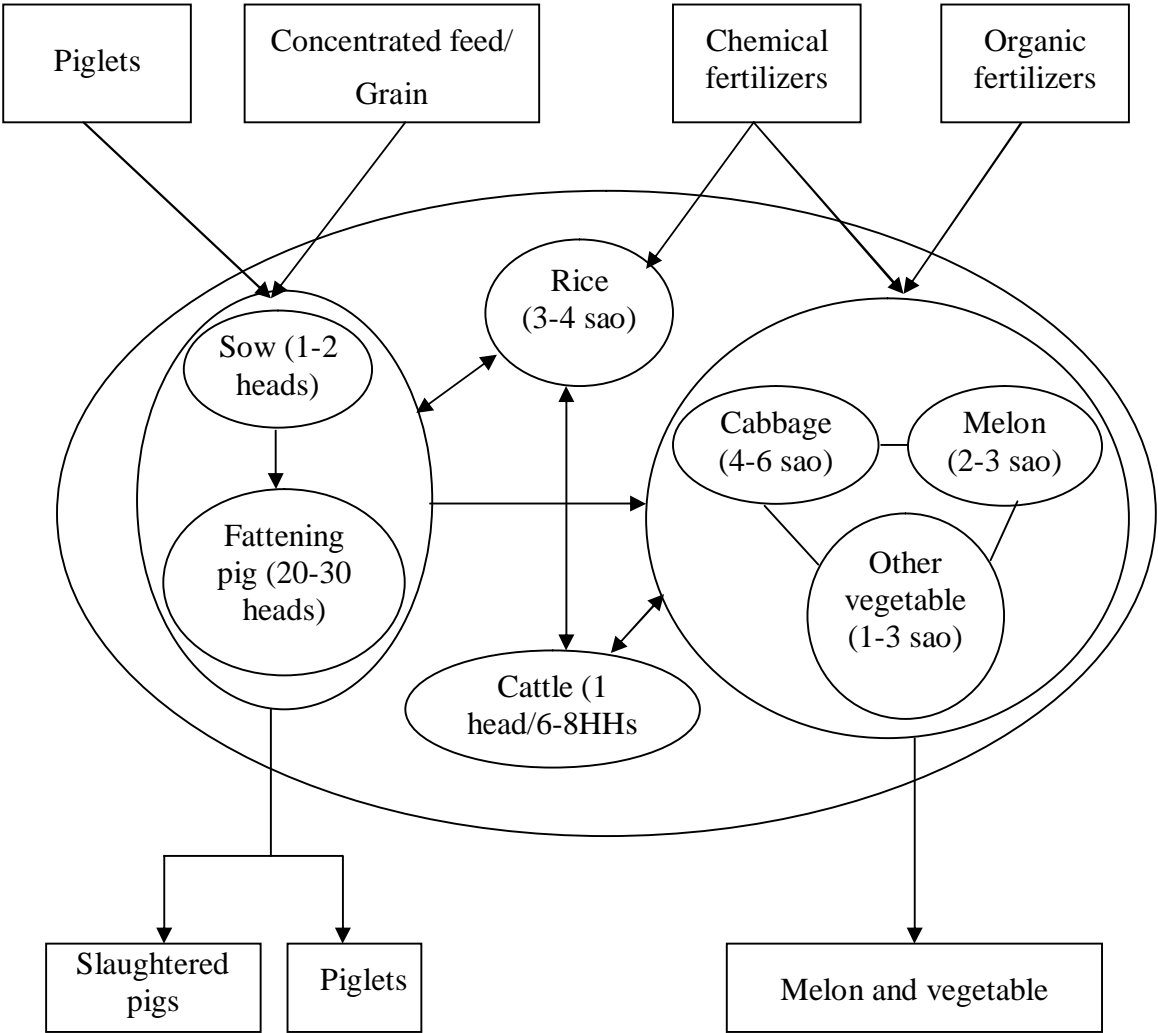 Piglets
Concentrated feed/
Grain
Chemical
fertilizers
Organic
fertilizers
Rice
(3-4 sao)
Sow (1-2
heads)
Cabbage
(4-6 sao)
Melon
(2-3 sao)
Fattening
pig (20-30
heads)
Other
vegetable
(1-3 sao)
Cattle (1
head/6-8HHs
Slaughtered
pigs
Piglets
Melon and vegetable